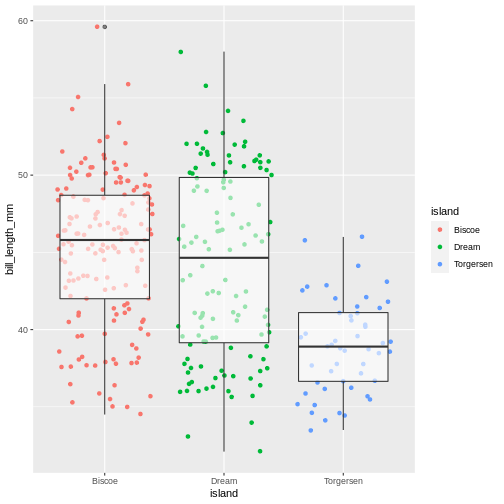 60
50
40
bill_length_mm
Biscoe
Dream
Torgersen
island
island
Biscoe
Dream
Torgersen